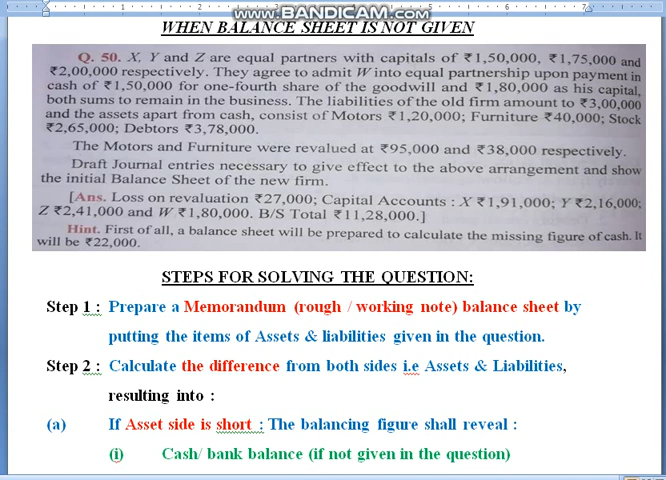 www.BANDICAM.com
WHEN BALANCE SHEET IS NOT GIVEN
Q. 50. X, Y and Z are equal partners with capitals of ₹1,50,000, ₹1,75,000 and
₹2,00,000 respectively. They agree to admit W into equal partnership upon payment in
cash of ₹1,50,000 for one-fourth share of the goodwill and ₹1,80,000 as his capital,
both sums to remain in the business. The liabilities of the old firm amount to ₹3,00,000
and the assets apart from cash, consist of Motors ₹1,20,000; Furniture ₹40,000; Stock
₹2,65,000; Debtors ₹3,78,000.
The Motors and Furniture were revalued at ₹95,000 and ₹38,000 respectively.
Draft Journal entries necessary to give effect to the above arrangement and show
the initial Balance Sheet of the new firm.
[Ans. Loss on revaluation ₹27,000; Capital Accounts : X ₹1,91,000; Y ₹2,16,000;
Z ₹2,41,000 and W ₹1,80,000. B/S Total ₹11,28,000.]
Hint. First of all, a balance sheet will be prepared to calculate the missing figure of cash. It
will be ₹22,000.
STEPS FOR SOLVING THE QUESTION:
Step 1 : Prepare a Memorandum (rough / working note) balance sheet by
putting the items of Assets & liabilities given in the question.
Step 2 : Calculate the difference from both sides i.e Assets & Liabilities,
resulting into :
(a) If Asset side is short : The balancing figure shall reveal :
(i) Cash/ bank balance (if not given in the question)